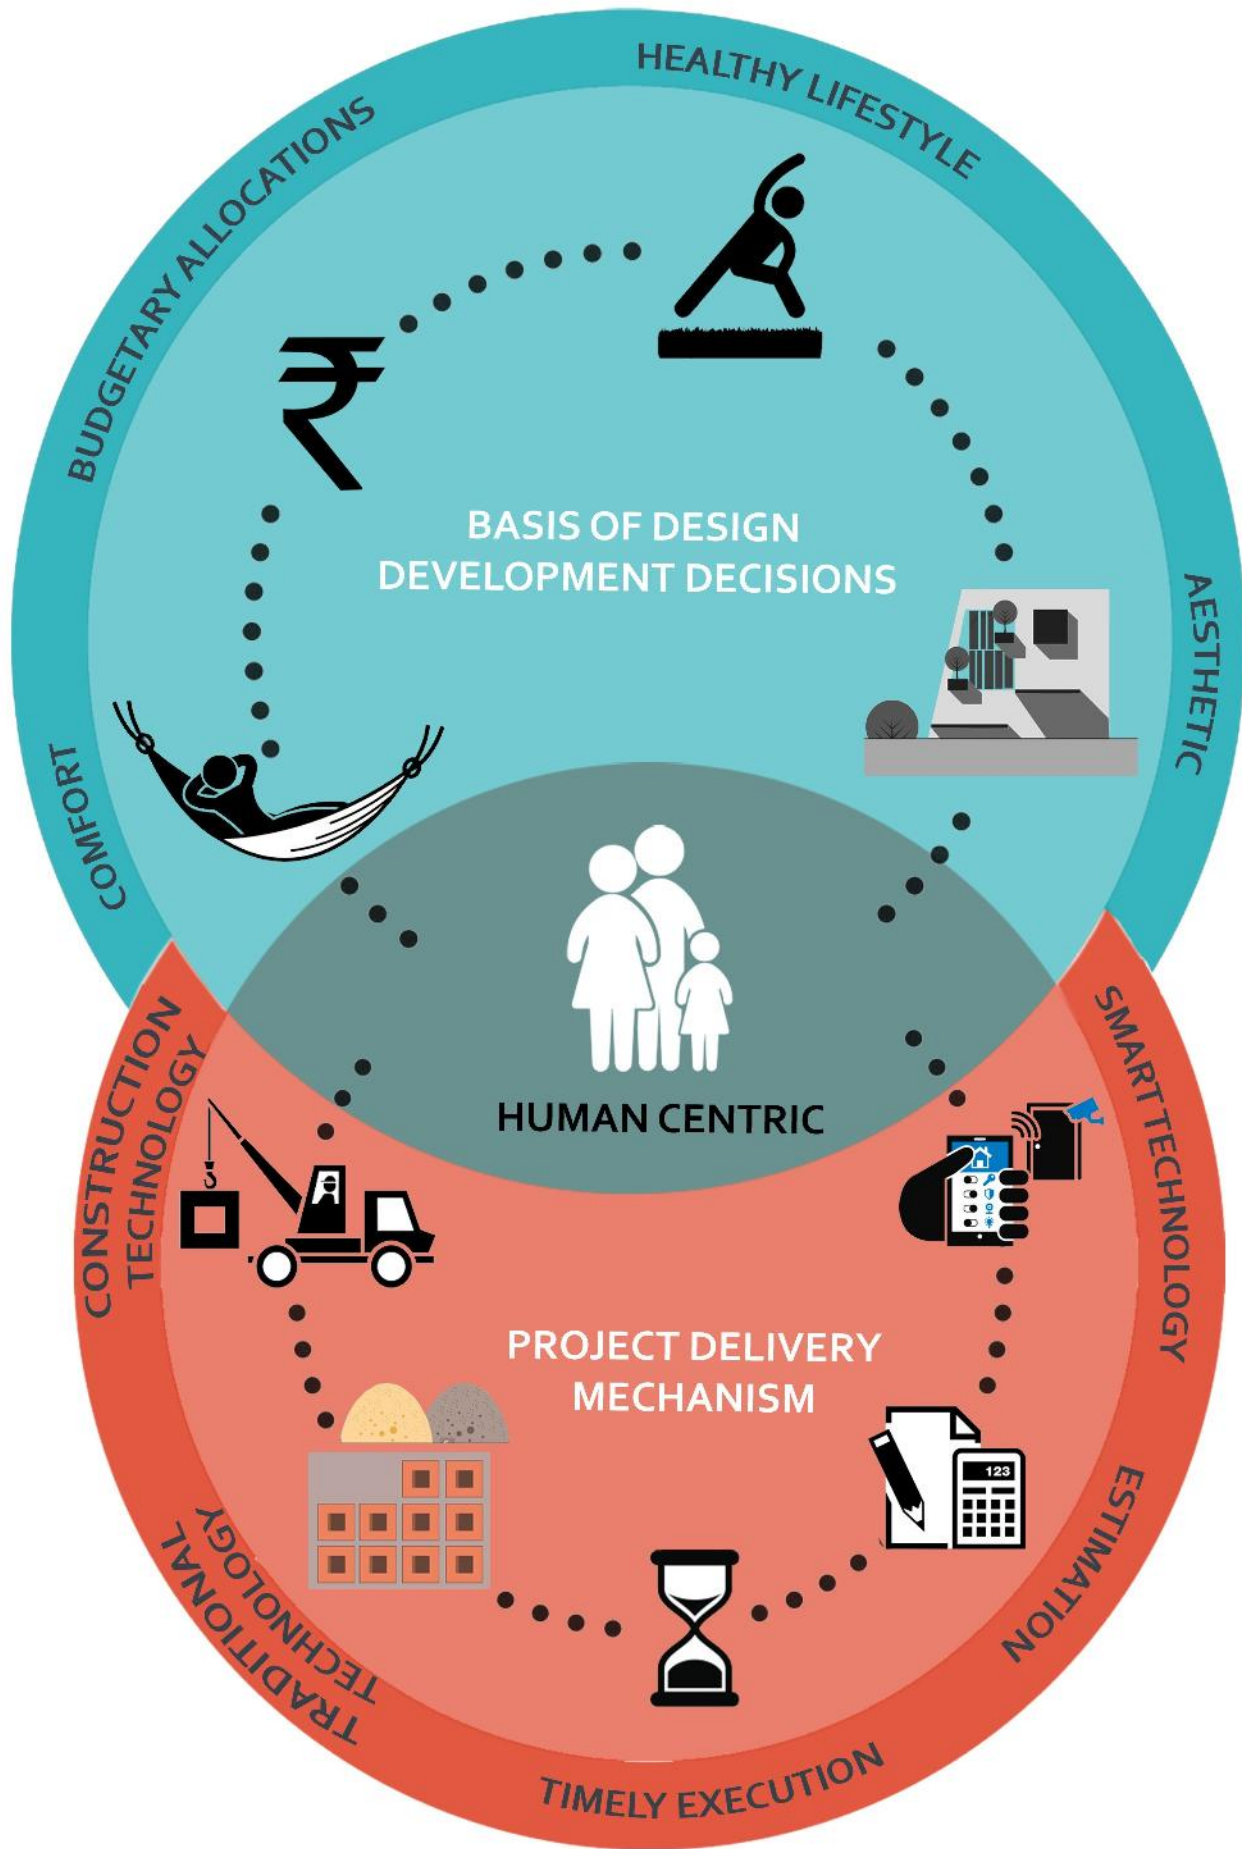 HEALTHY LIFESTYLE
BUDGETARY ALLOCATIONS
₹
BASIS OF DESIGN
DEVELOPMENT DECISIONS
AESTHETIC
COMFORT
HUMAN CENTRIC
CONSTRUCTION
TECHNOLOGY
SMART TECHNOLOGY
PROJECT DELIVERY
MECHANISM
123
ESTIMATION
TRADITIONAL
TECHNOLOGY
TIMELY EXECUTION